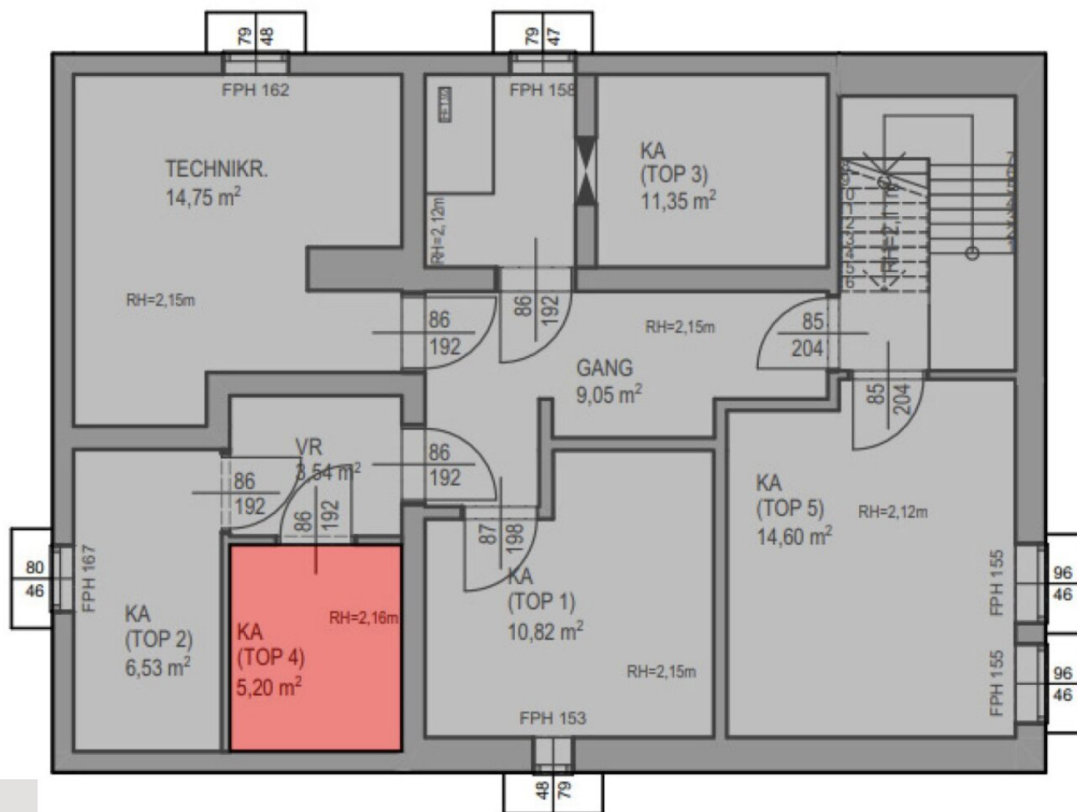 79
48
79
47
FPH 162
FPH 158
TECHNIKR.
14,75 m²
RH=2,12m
KA
(TOP 3)
11,35 m²
RH=2,15m
86
192
86
192
RH=2,15m
85
204
GANG
9,05 m²
85
204
VR
3,54 m²
86
192
86
192
86
192
87
198
KA
(TOP 5)
14,60 m²
RH=2,12m
80
46
FPH 167
KA
(TOP 2)
6,53 m²
KA
(TOP 4)
5,20 m²
RH=2,16m
KA
(TOP 1)
10,82 m²
RH=2,15m
FPH 155
96
46
FPH 155
96
46
FPH 153
48
79